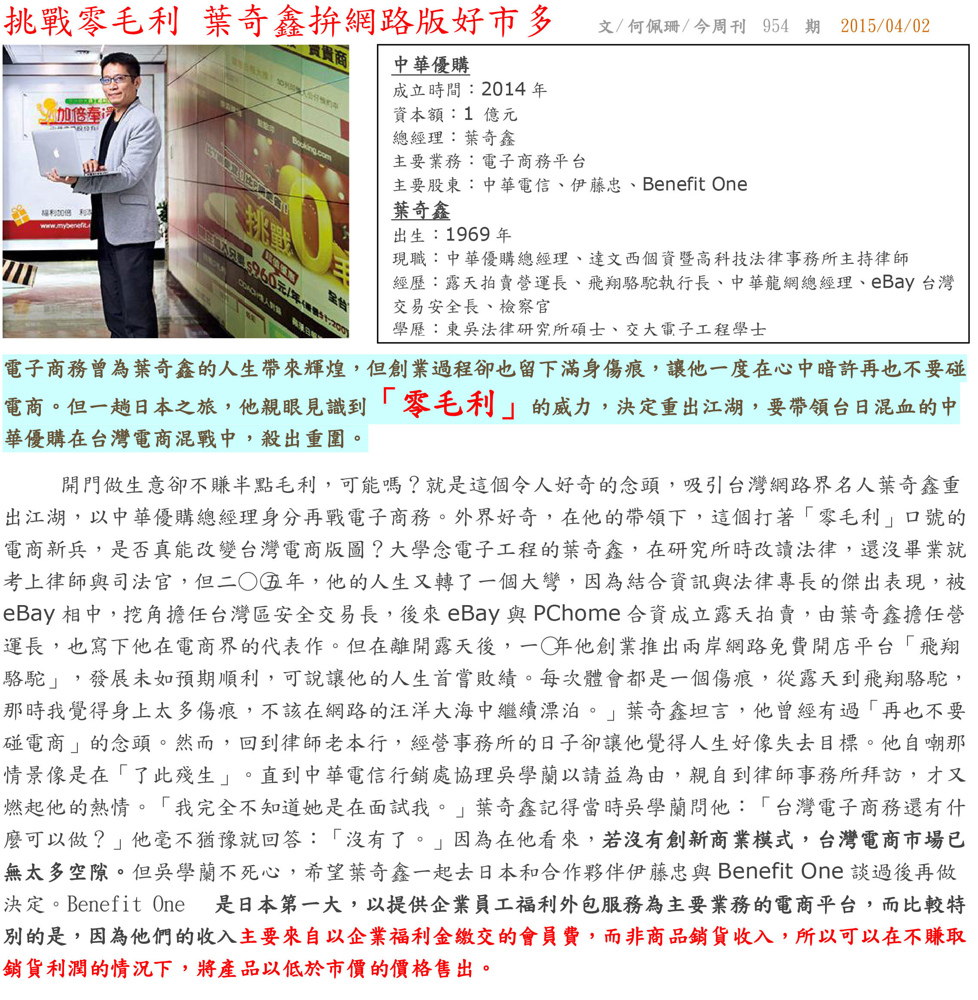 挑戰零毛利 葉奇鑫拚網路版好市多 文/何佩珊/今周刊 954 期 2015/04/02
貴貴商
Booking.com
加倍奉
福利加倍
www.mybenefit.c
挑戰0毛
$960元/年
全台
中華優購
成立時間：2014 年
資本額：1 億元
總經理：葉奇鑫
主要業務：電子商務平台
主要股東：中華電信、伊藤忠、Benefit One
葉奇鑫
出生：1969 年
現職：中華優購總經理、達文西個資暨高科技法律事務所主持律師
經歷：露天拍賣營運長、飛翔駱駝執行長、中華龍網總經理、eBay 台灣
交易安全長、檢察官
學歷：東吳法律研究所碩士、交大電子工程學士
電子商務曾為葉奇鑫的人生帶來輝煌，但創業過程卻也留下滿身傷痕，讓他一度在心中暗許再也不要碰
電商。但一趟日本之旅，他親眼見識到「零毛利」的威力，決定重出江湖，要帶領台日混血的中
華優購在台灣電商混戰中，殺出重圍。
開門做生意卻不賺半點毛利，可能嗎？就是這個令人好奇的念頭，吸引台灣網路界名人葉奇鑫重
出江湖，以中華優購總經理身分再戰電子商務。外界好奇，在他的帶領下，這個打著「零毛利」口號的
電商新兵，是否真能改變台灣電商版圖？大學念電子工程的葉奇鑫，在研究所時改讀法律，還沒畢業就
考上律師與司法官，但二〇〇五年，他的人生又轉了一個大彎，因為結合資訊與法律專長的傑出表現，被
eBay 相中，挖角擔任台灣區安全交易長，後來 eBay 與 PChome 合資成立露天拍賣，由葉奇鑫擔任營
運長，也寫下他在電商界的代表作。但在離開露天後，一〇年他創業推出兩岸網路免費開店平台「飛翔
駱駝」，發展未如預期順利，可說讓他的人生首嘗敗績。每次體會都是一個傷痕，從露天到飛翔駱駝，
那時我覺得身上太多傷痕，不該在網路的汪洋大海中繼續漂泊。」葉奇鑫坦言，他曾經有過「再也不要
碰電商」的念頭。然而，回到律師老本行，經營事務所的日子卻讓他覺得人生好像失去目標。他自嘲那
情景像是在「了此殘生」。直到中華電信行銷處協理吳學蘭以請益為由，親自到律師事務所拜訪，才又
燃起他的熱情。「我完全不知道她是在面試我。」葉奇鑫記得當時吳學蘭問他：「台灣電子商務還有什
麼可以做？」他毫不猶豫就回答：「沒有了。」因為在他看來，若沒有創新商業模式，台灣電商市場已
無太多空隙。但吳學蘭不死心，希望葉奇鑫一起去日本和合作夥伴伊藤忠與 Benefit One 談過後再做
決定。Benefit One 是日本第一大，以提供企業員工福利外包服務為主要業務的電商平台，而比較特
別的是，因為他們的收入主要來自以企業福利金繳交的會員費，而非商品銷貨收入，所以可以在不賺取
銷貨利潤的情況下，將產品以低於市價的價格售出。